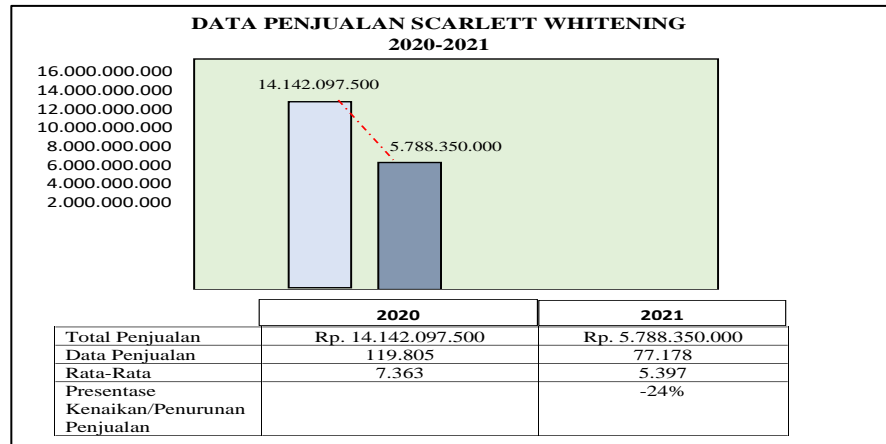 DATA PENJUALAN SCARLETT WHITENING
2020-2021
16.000.000.000
14.000.000.000
12.000.000.000
10.000.000.000
8.000.000.000
6.000.000.000
4.000.000.000
2.000.000.000
14.142.097.500
5.788.350.000
2020 2021
Total Penjualan Rp. 14.142.097.500 Rp. 5.788.350.000
Data Penjualan 119.805 77.178
Rata-Rata 7.363 5.397
Presentase -24%
Kenaikan/Penurunan
Penjualan